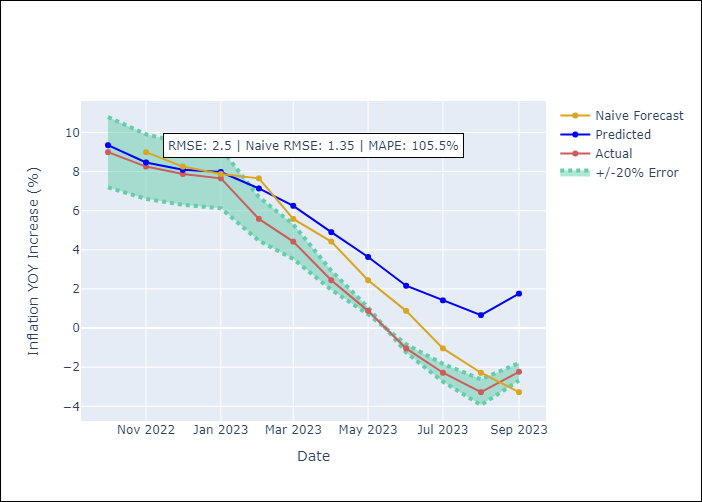 RMSE: 2.5 | Naive RMSE: 1.35 | MAPE: 105.5%
Naive Forecast
Predicted
Actual
+/-20% Error
Inflation YOY Increase (%)
10
8
6
4
2
0
−2
−4
Nov 2022
Jan 2023
Mar 2023
May 2023
Jul 2023
Sep 2023
Date